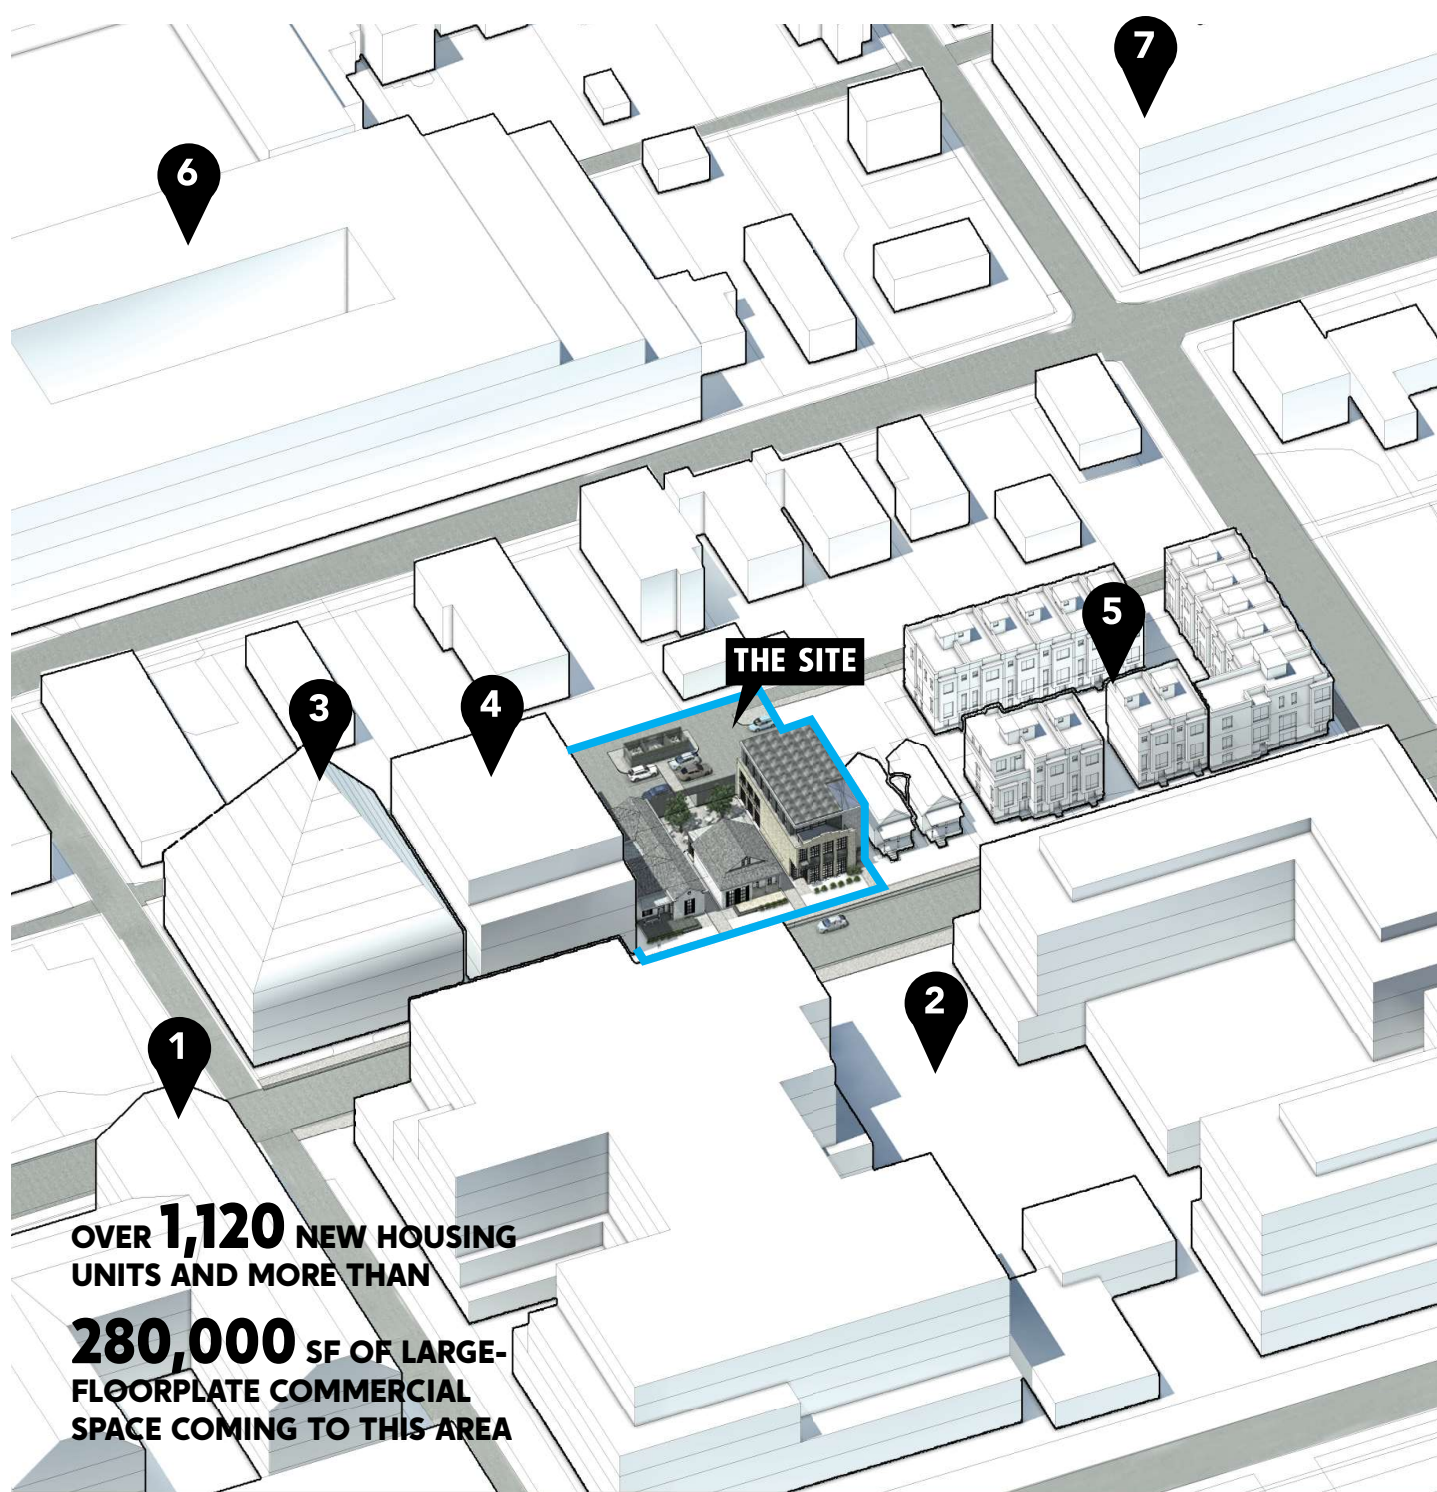 7
6
5
THE SITE
3
4
2
1
OVER 1,120 NEW HOUSING
UNITS AND MORE THAN
280,000 SF OF LARGE-
FLOORPLATE COMMERCIAL
SPACE COMING TO THIS AREA